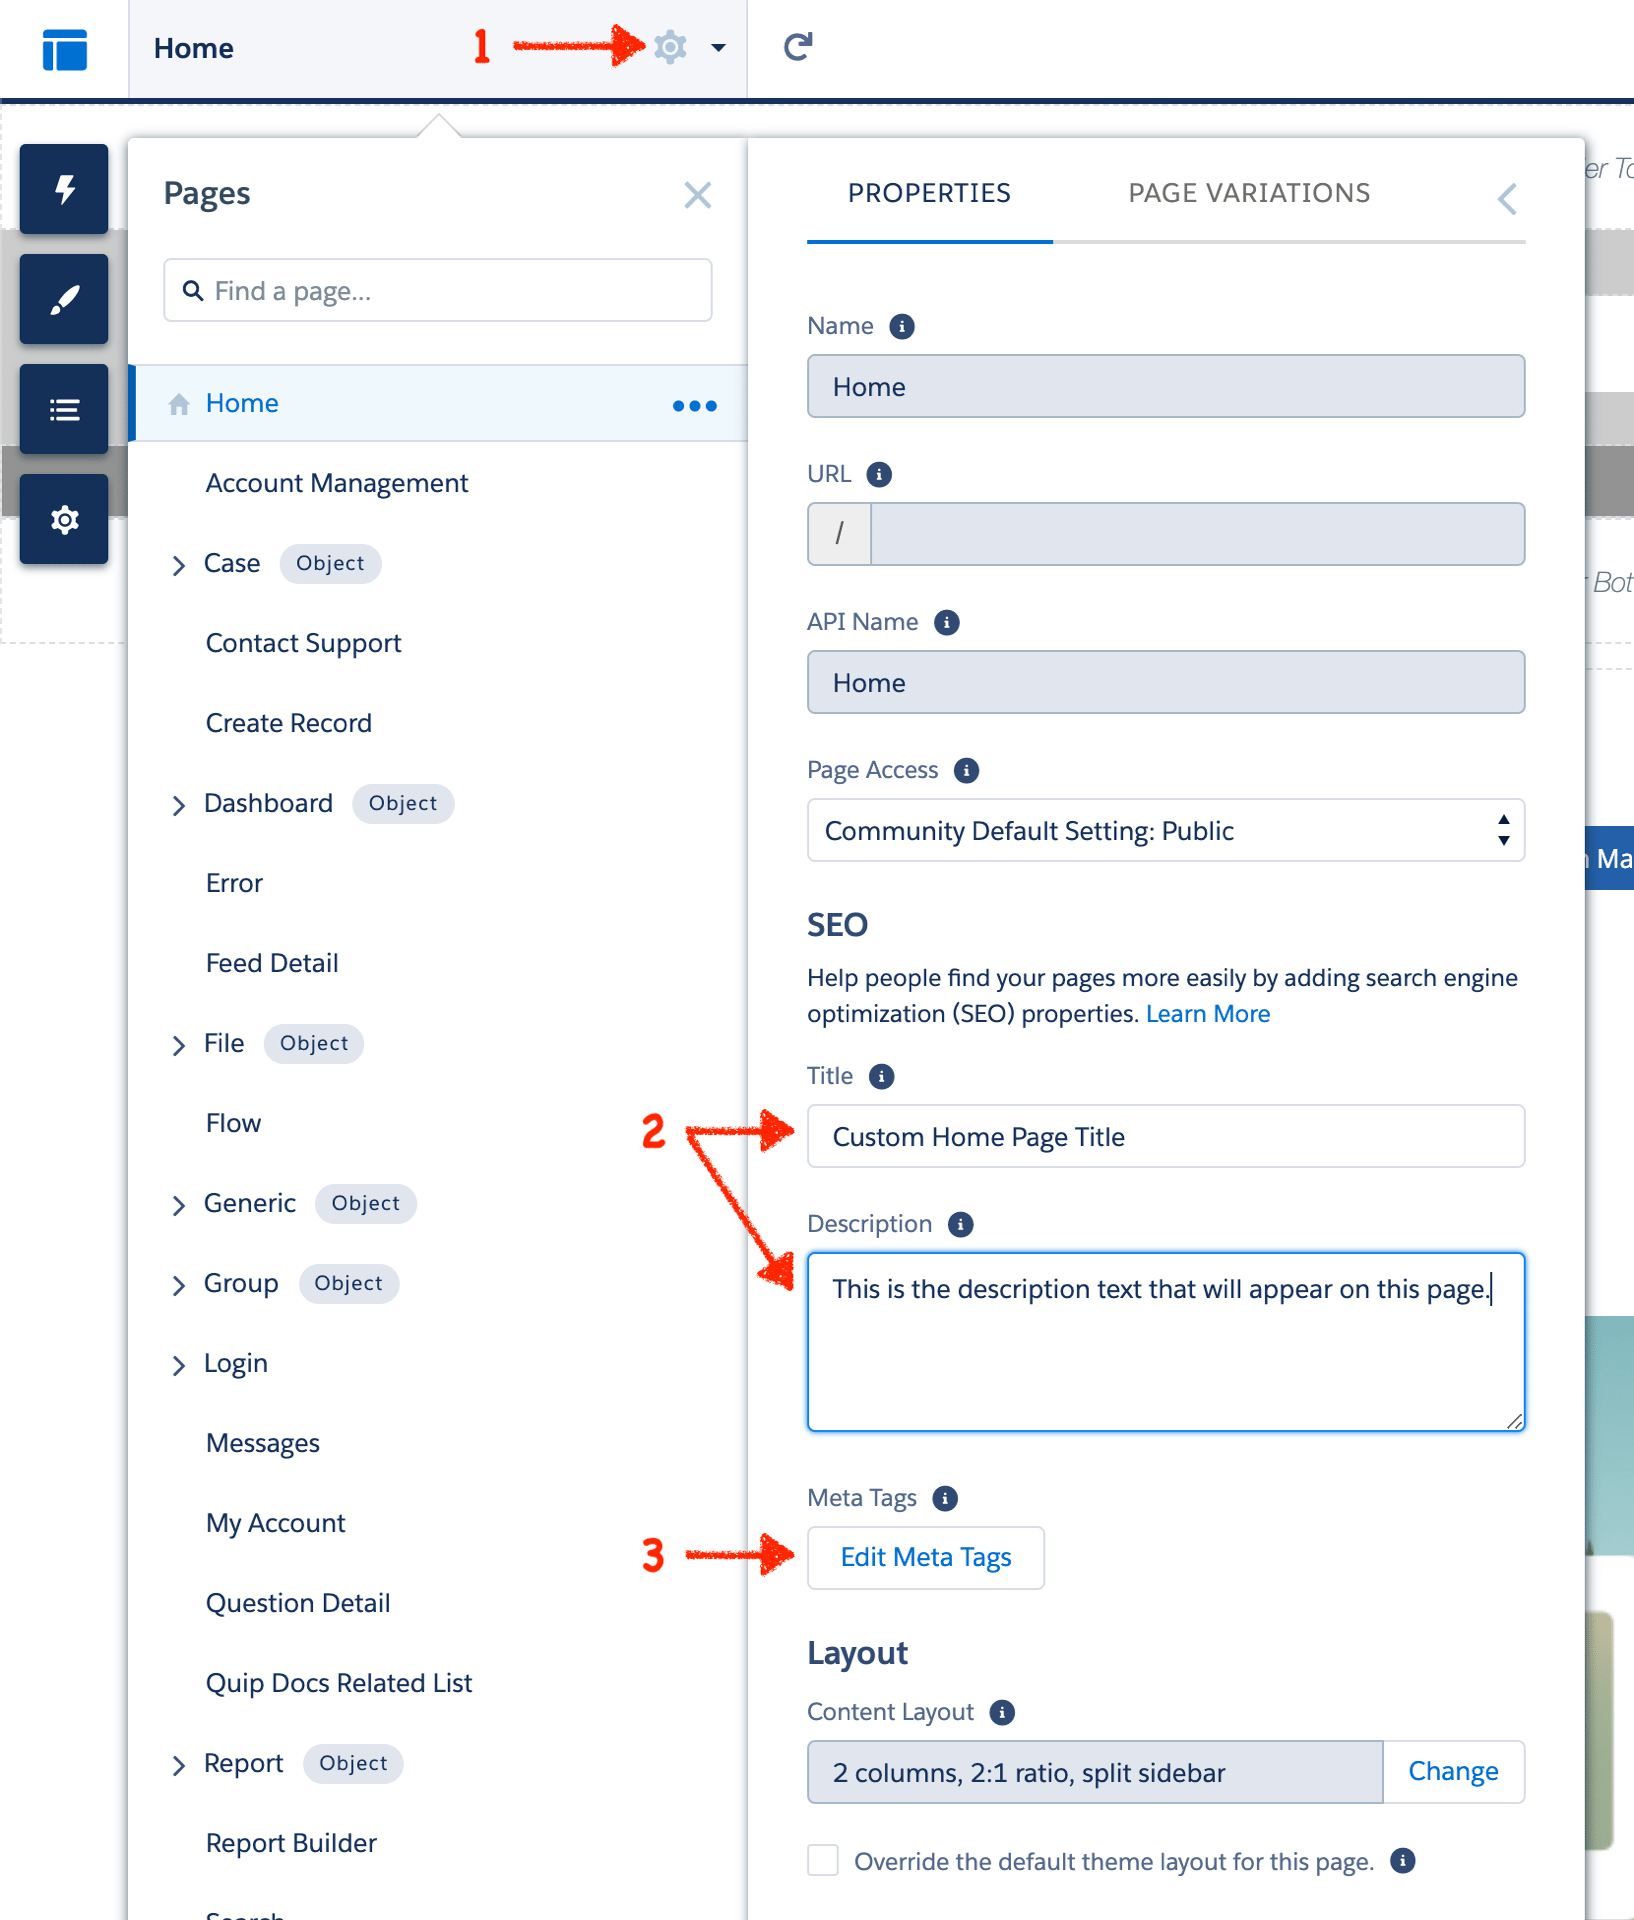 Home
1
Pages
Find a page...
Home
Account Management
Case Object
Contact Support
Create Record
Dashboard Object
Error
Feed Detail
File Object
Flow
Generic Object
Group Object
Login
Messages
My Account
Question Detail
Quip Docs Related List
Report Object
Report Builder
Search
PROPERTIES PAGE VARIATIONS
Name
Home
URL
/
API Name
Home
Page Access
Community Default Setting: Public
SEO
Help people find your pages more easily by adding search engine
optimization (SEO) properties. Learn More
Title
2
Custom Home Page Title
Description
This is the description text that will appear on this page.
Meta Tags
3
Edit Meta Tags
Layout
Content Layout
2 columns, 2:1 ratio, split sidebar Change
Override the default theme layout for this page.